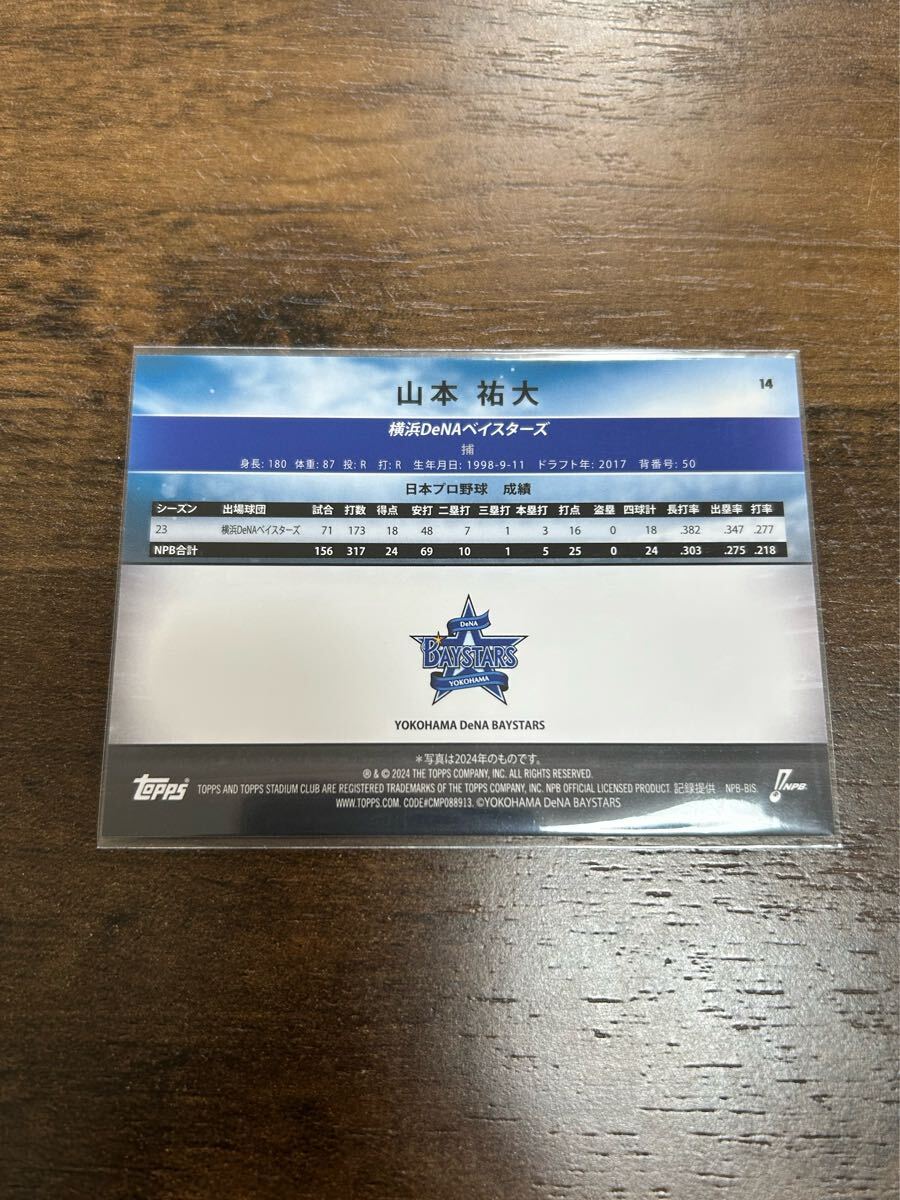 山本 祐大
14
横浜DeNAベイスターズ
捕
身長: 180 体重: 87 投: R 打: R 生年月日: 1998-9-11 ドラフト年: 2017 背番号: 50
日本プロ野球 成績
シーズン 出場球団 試合 打数 得点 安打 二塁打 三塁打 本塁打 打点 盗塁 四球計 長打率 出塁率 打率
23 横浜DeNAベイスターズ 71 173 18 48 7 1 3 16 0 18 .382 .347 .277
NPB合計 156 317 24 69 10 1 5 25 0 24 .303 .275 .218
DeNA
BAYSTARS
YOKOHAMA
YOKOHAMA DeNA BAYSTARS
＊写真は2024年のものです。
® & © 2024 THE TOPPS COMPANY, INC. ALL RIGHTS RESERVED.
Topps TOPPS AND TOPPS STADIUM CLUB ARE REGISTERED TRADEMARKS OF THE TOPPS COMPANY, INC. NPB OFFICIAL LICENSED PRODUCT 記録提供 NPB-BIS. NPB
WWW.TOPPS.COM. CODE#CMP088913. ©YOKOHAMA DeNA BAYSTARS